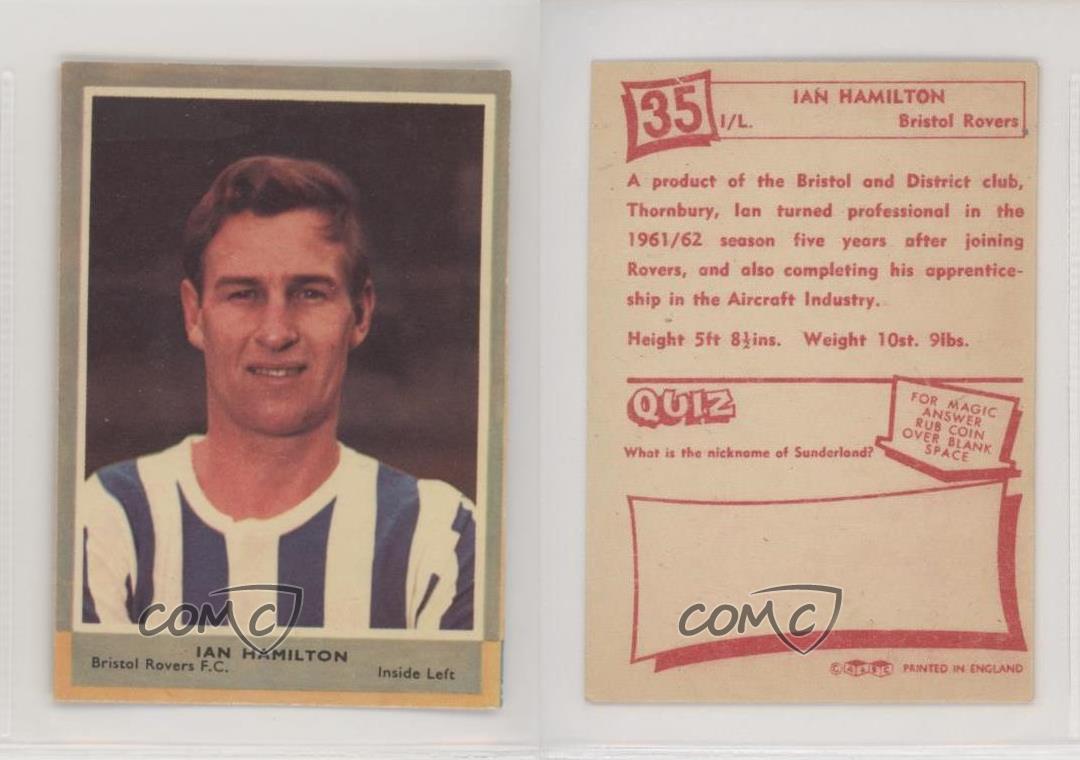 IAN HAMILTON
Bristol Rovers F.C.
Inside Left
COMC
35
I/L.
IAN HAMILTON
Bristol Rovers
A product of the Bristol and District club,
Thornbury, Ian turned professional in the
1961/62 season five years after joining
Rovers, and also completing his apprentice-
ship in the Aircraft Industry.
Height 5ft 8½ins. Weight 10st. 9lbs.
QUIZ
FOR MAGIC
ANSWER
RUB COIN
OVER BLANK
SPACE
What is the nickname of Sunderland?
COMC
PRINTED IN ENGLAND